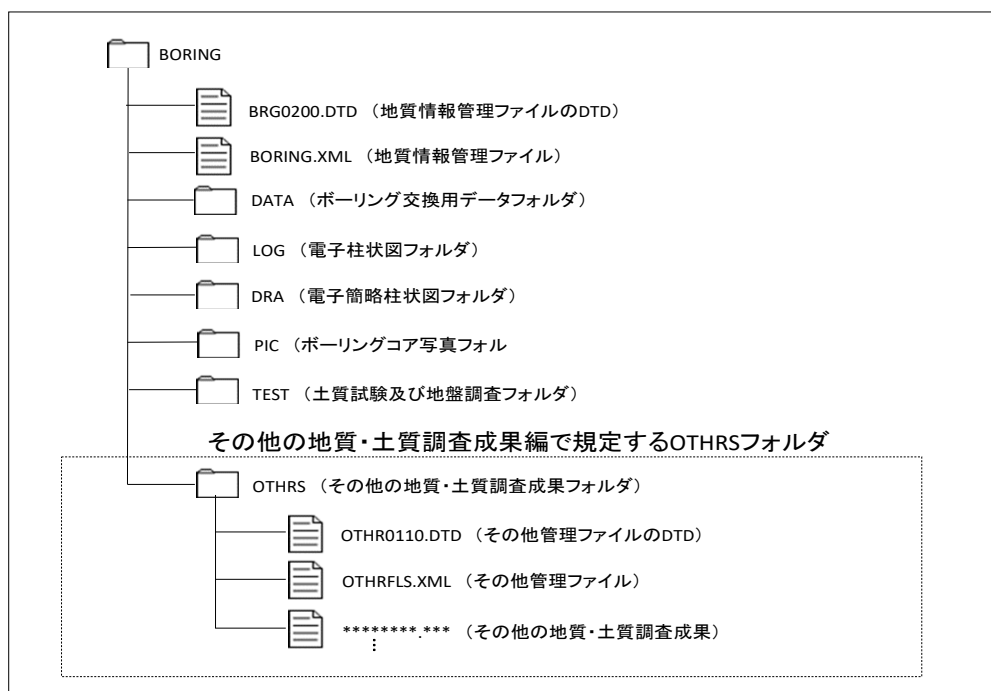 BORING
BRG0200.DTD （地質情報管理ファイルのDTD）
BORING.XML （地質情報管理ファイル）
DATA （ボーリング交換用データフォルダ）
LOG （電子柱状図フォルダ）
DRA （電子簡略柱状図フォルダ）
PIC （ボーリングコア写真フォル
TEST （土質試験及び地盤調査フォルダ）
その他の地質・土質調査成果編で規定するOTHRSフォルダ
OTHRS （その他の地質・土質調査成果フォルダ）
OTHR0110.DTD （その他管理ファイルのDTD）
OTHRFLS.XML （その他管理ファイル）
********.*** （その他の地質・土質調査成果）
⋮